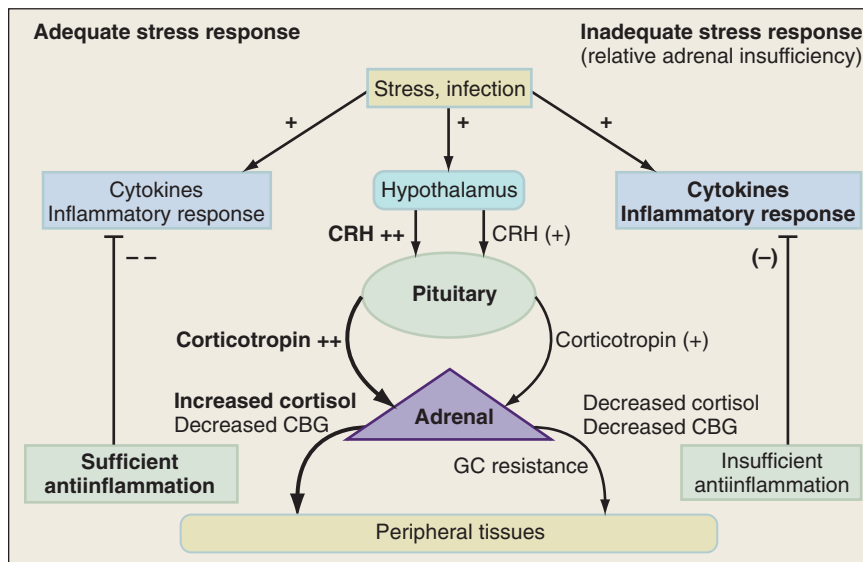 Adequate stress response
Inadequate stress response
(relative adrenal insufficiency)
Stress, infection
+
+
+
Cytokines
Inflammatory response
Hypothalamus
Cytokines
Inflammatory response
CRH ++
CRH (+)
– –
(–)
Pituitary
Corticotropin ++
Corticotropin (+)
Increased cortisol
Decreased CBG
Adrenal
Decreased cortisol
Decreased CBG
Sufficient
antiinflammation
GC resistance
Insufficient
antiinflammation
Peripheral tissues